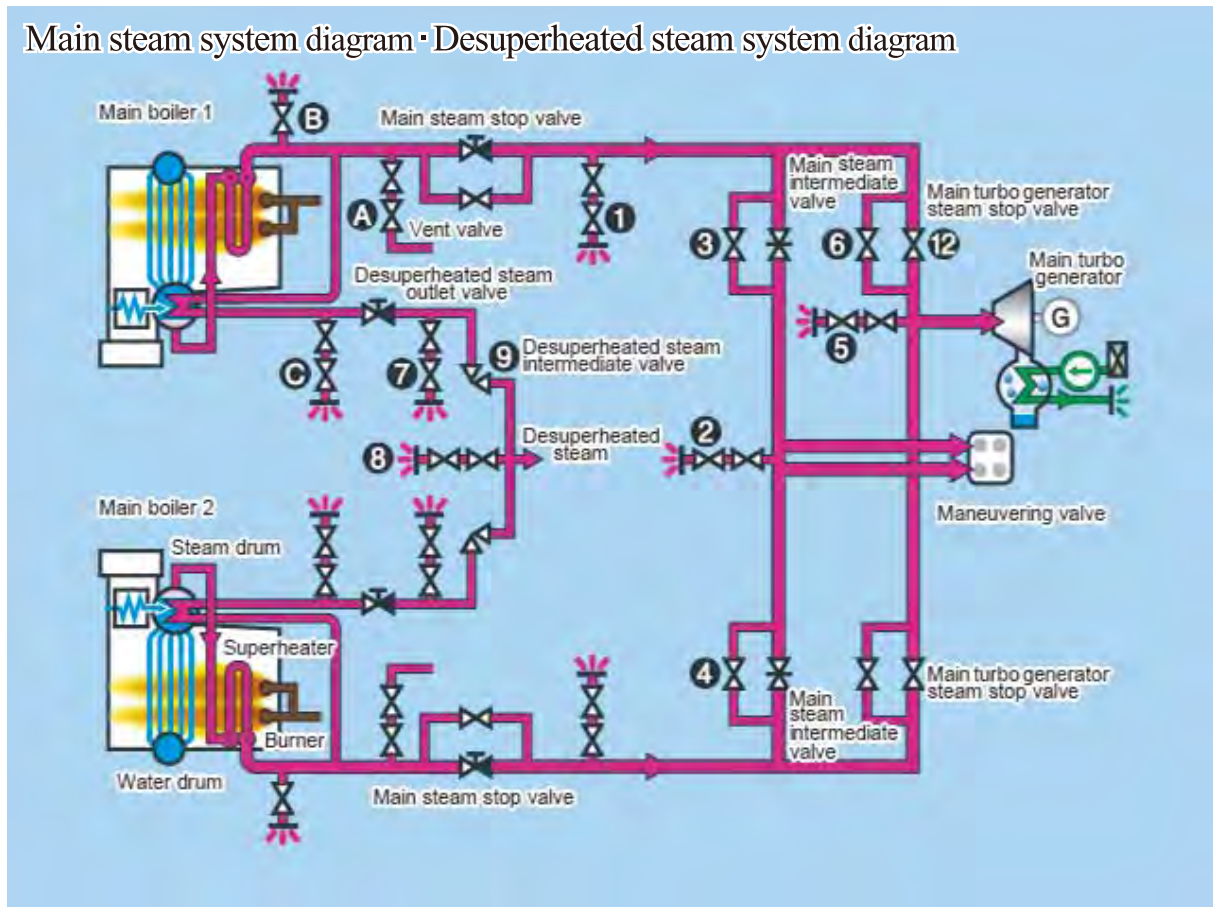 Main steam system diagram・Desuperheated steam system diagram
Main boiler 1
B
Main steam stop valve
A
Vent valve
1
Main steam
intermediate
valve
Main turbo generator
steam stop valve
3
6
12
Main turbo
generator
G
5
Desuperheated steam
outlet valve
C
7
9
Desuperheated steam
intermediate valve
8
Desuperheated
steam
2
Maneuvering valve
Main boiler 2
Steam drum
Superheater
Burner
Water drum
Main steam stop valve
4
Main
steam
intermediate
valve
Main turbo generator
steam stop valve